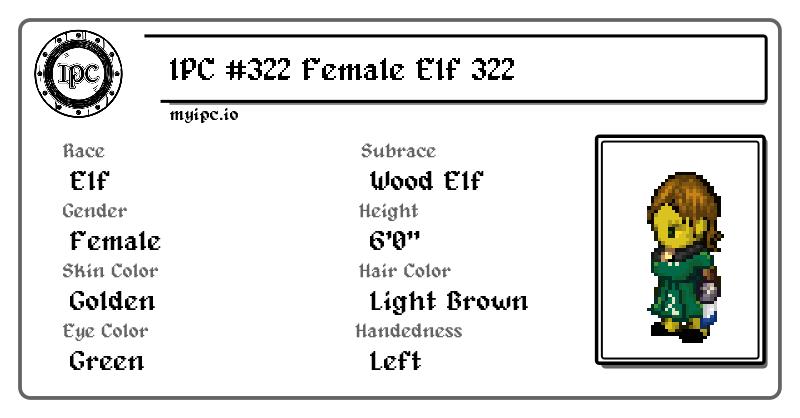 IPC
IPC #322 Female Elf 322
myipc.io
Race
Elf
Subrace
Wood Elf
Gender
Female
Height
6'0"
Skin Color
Golden
Hair Color
Light Brown
Eye Color
Green
Handedness
Left